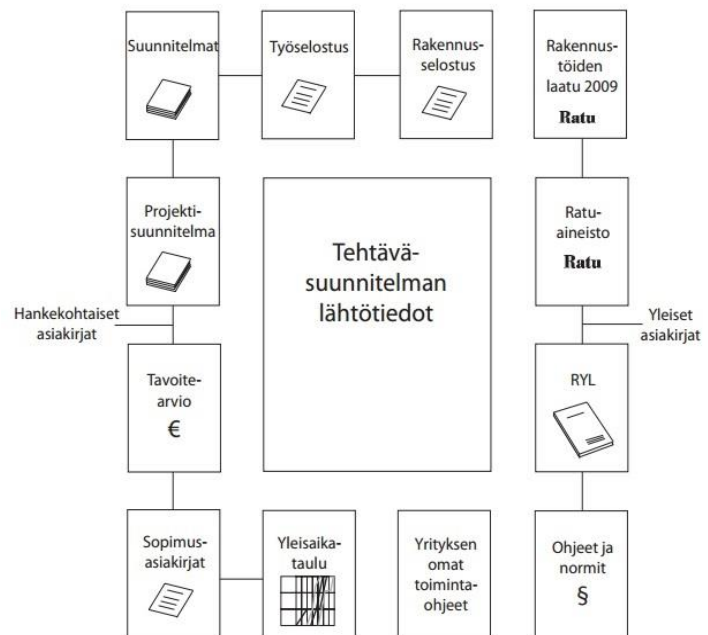 Suunnitelmat
Työselostus
Rakennus-
selostus
Rakennus-
töiden
laatu 2009
Ratu
Projekti-
suunnitelma
Tehtävä-
suunnitelman
lähtötiedot
Ratu-
aineisto
Ratu
Hankekohtaiset
asiakirjat
Yleiset
asiakirjat
Tavoite-
arvio
€
RYL
Sopimus-
asiakirjat
Yleisaika-
taulu
Yrityksen
omat
toiminta-
ohjeet
Ohjeet ja
normit
§